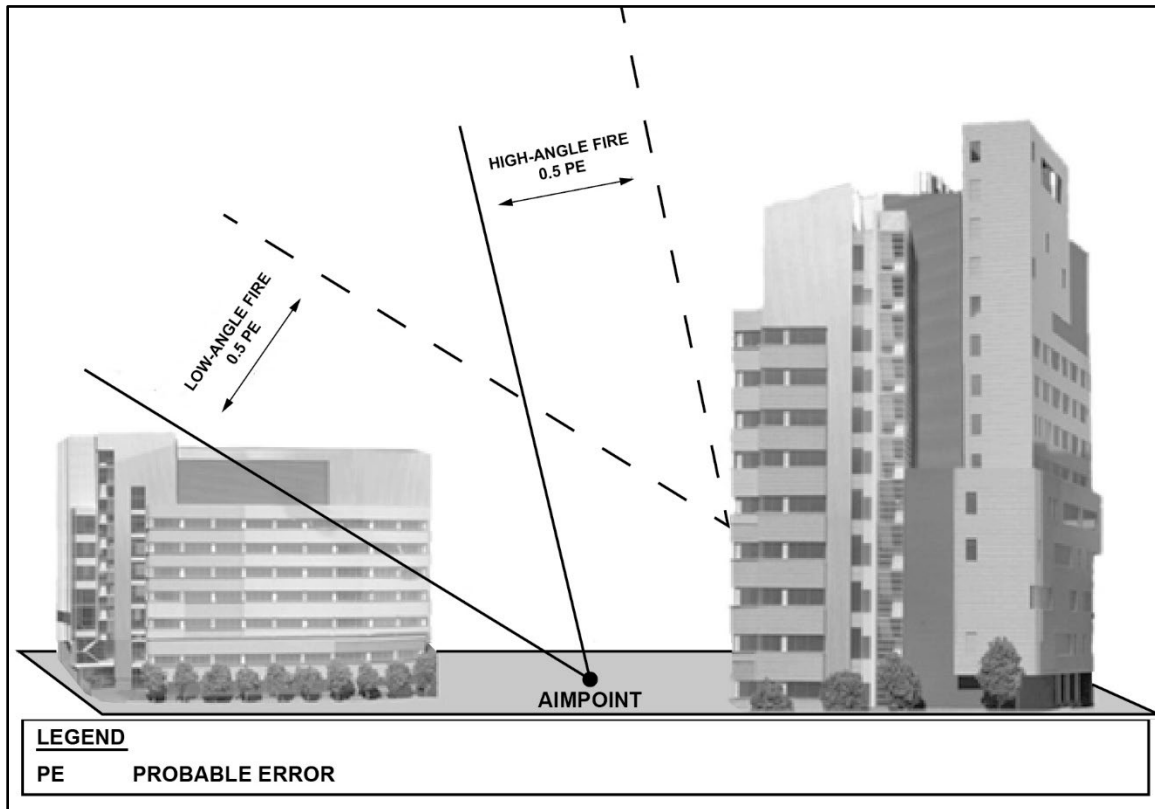 HIGH-ANGLE FIRE
0.5 PE
LOW-ANGLE FIRE
0.5 PE
AIMPOINT
LEGEND
PE PROBABLE ERROR